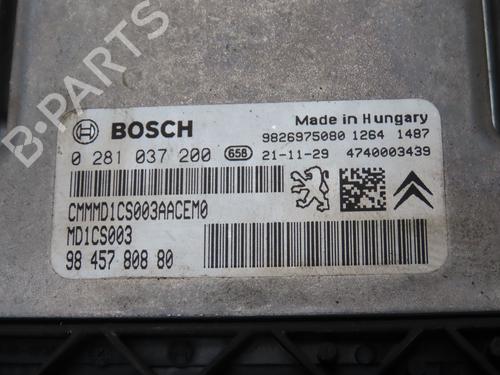 B-PARTS
BOSCH
Made in Hungary
9826975080 1264 1487
0 281 037 200 658 21-11-29 4740003439
CMMMD1CS003AACEM0
MD1CS003
98 457 808 80